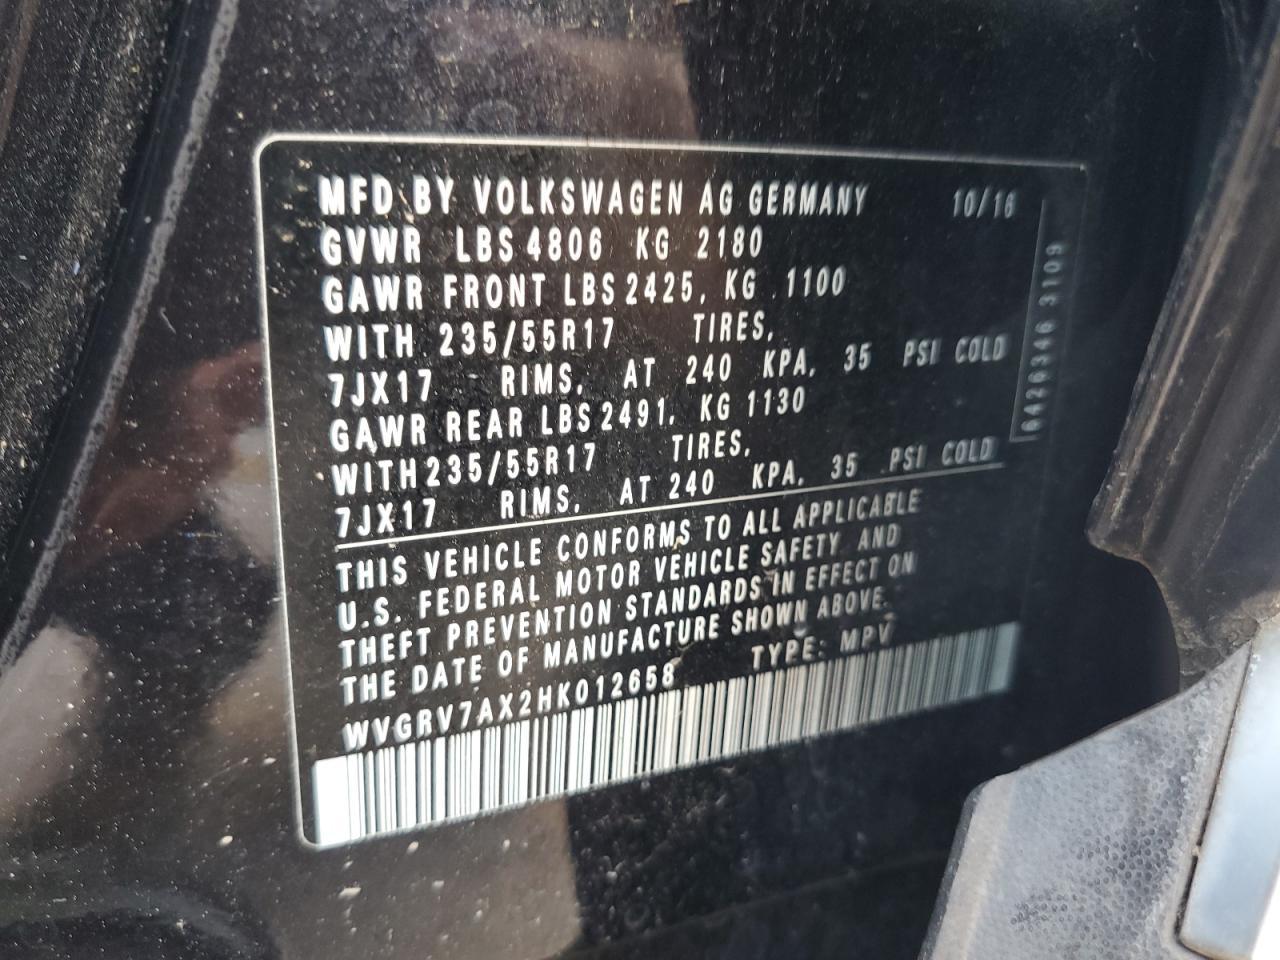 MFD BY VOLKSWAGEN AG GERMANY 10/16
GVWR LBS 4806 KG 2180
GAWR FRONT LBS 2425, KG 1100
WITH 235/55R17 TIRES,
7JX17 RIMS, AT 240 KPA, 35 PSI COLD
GAWR REAR LBS 2491, KG 1130
WITH 235/55R17 TIRES,
7JX17 RIMS, AT 240 KPA, 35 PSI COLD
THIS VEHICLE CONFORMS TO ALL APPLICABLE
U.S. FEDERAL MOTOR VEHICLE SAFETY AND
THEFT PREVENTION STANDARDS IN EFFECT ON
THE DATE OF MANUFACTURE SHOWN ABOVE.
WVGRV7AX2HK012658 TYPE: MPV
3109